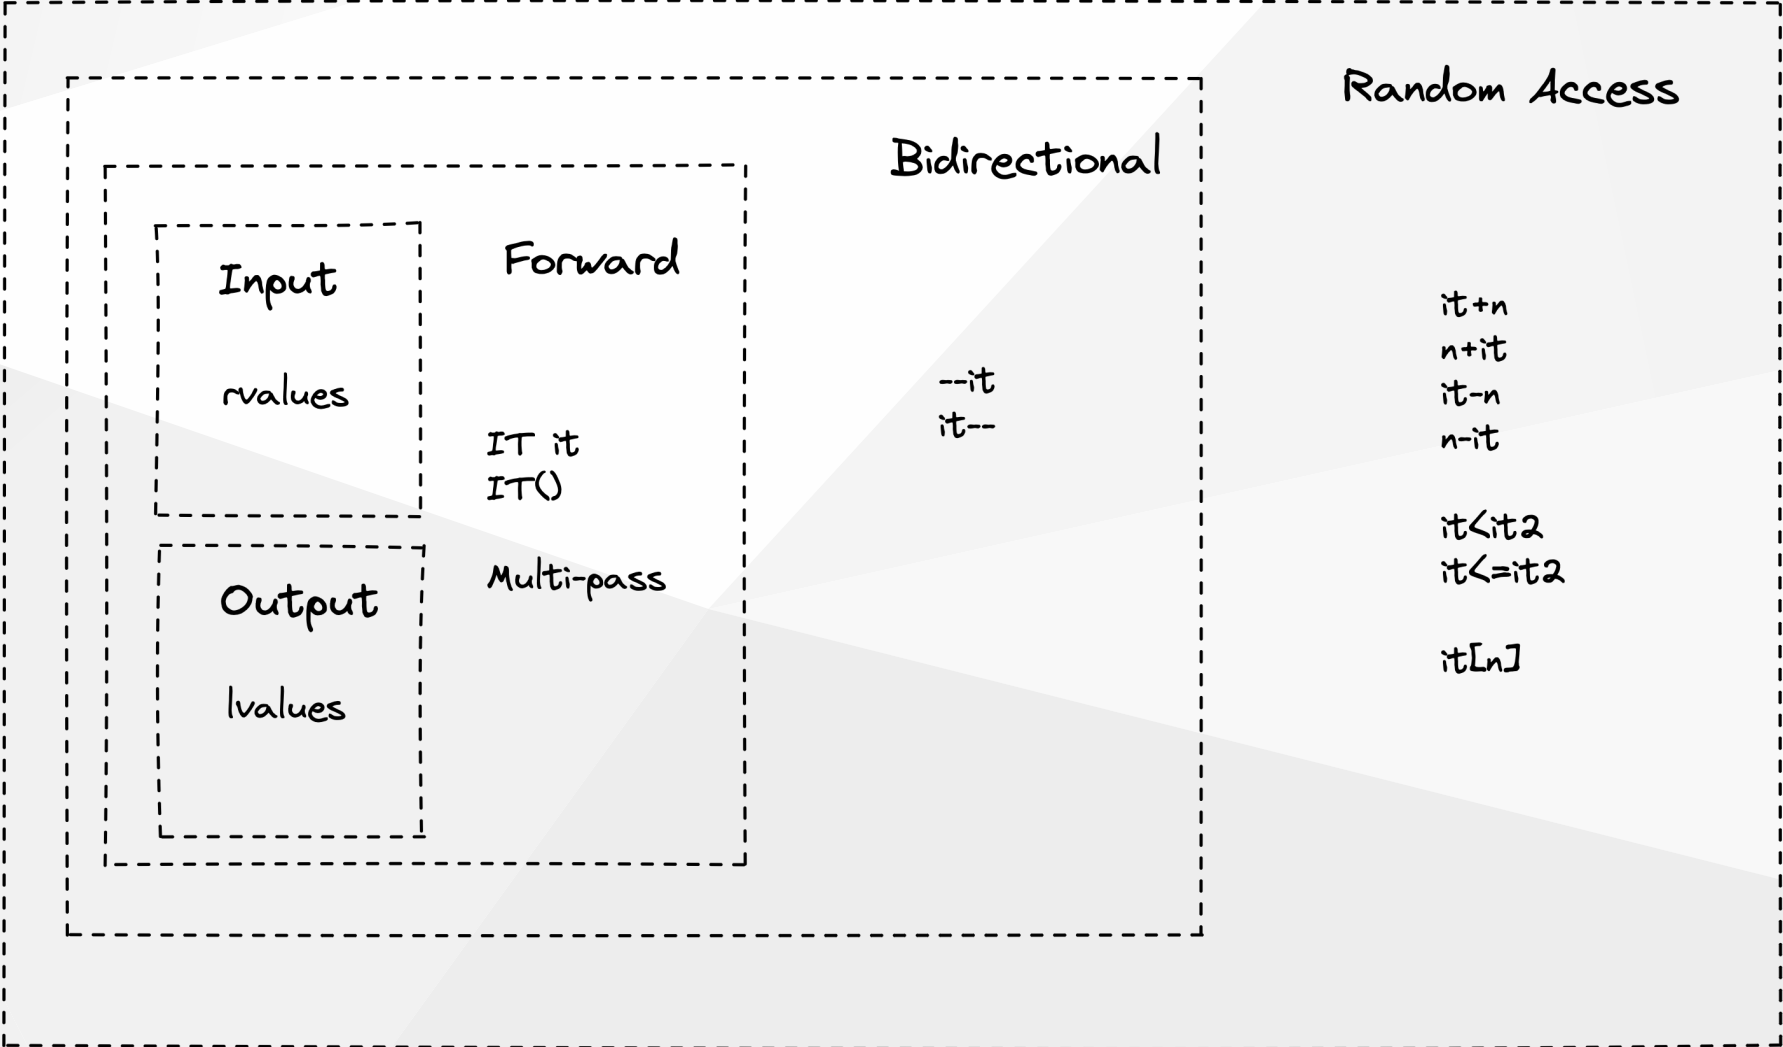 Random Access
Bidirectional
Forward
Input
rvalues
IT it
IT()
Multi-pass
Output
lvalues
--it
it--
it+n
n+it
it-n
n-it
it<it2
it<=it2
it[n]